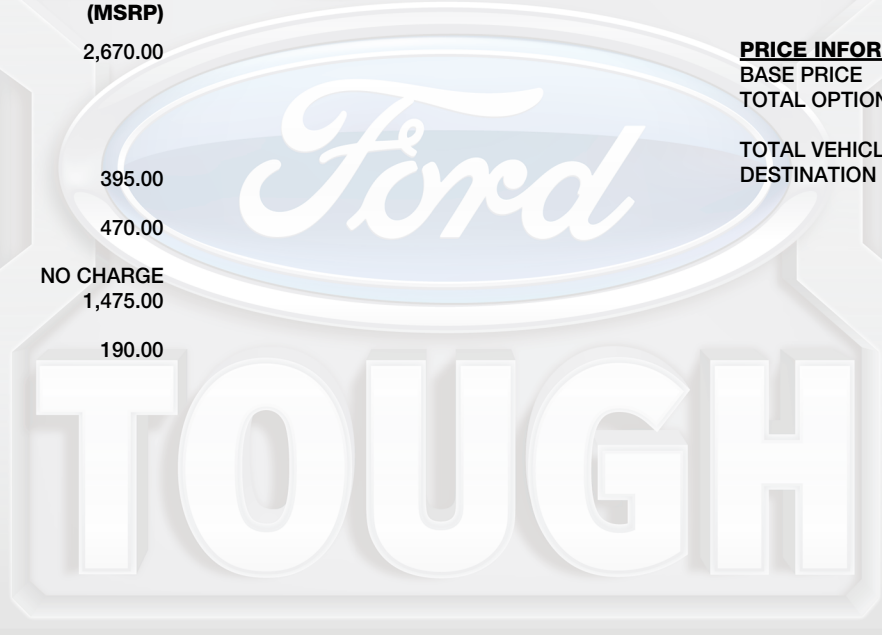 (MSRP)
2,670.00
395.00
470.00
NO CHARGE
1,475.00
190.00
PRICE INFOR
BASE PRICE
TOTAL OPTION
TOTAL VEHICL
DESTINATION
Ford
TOUGH